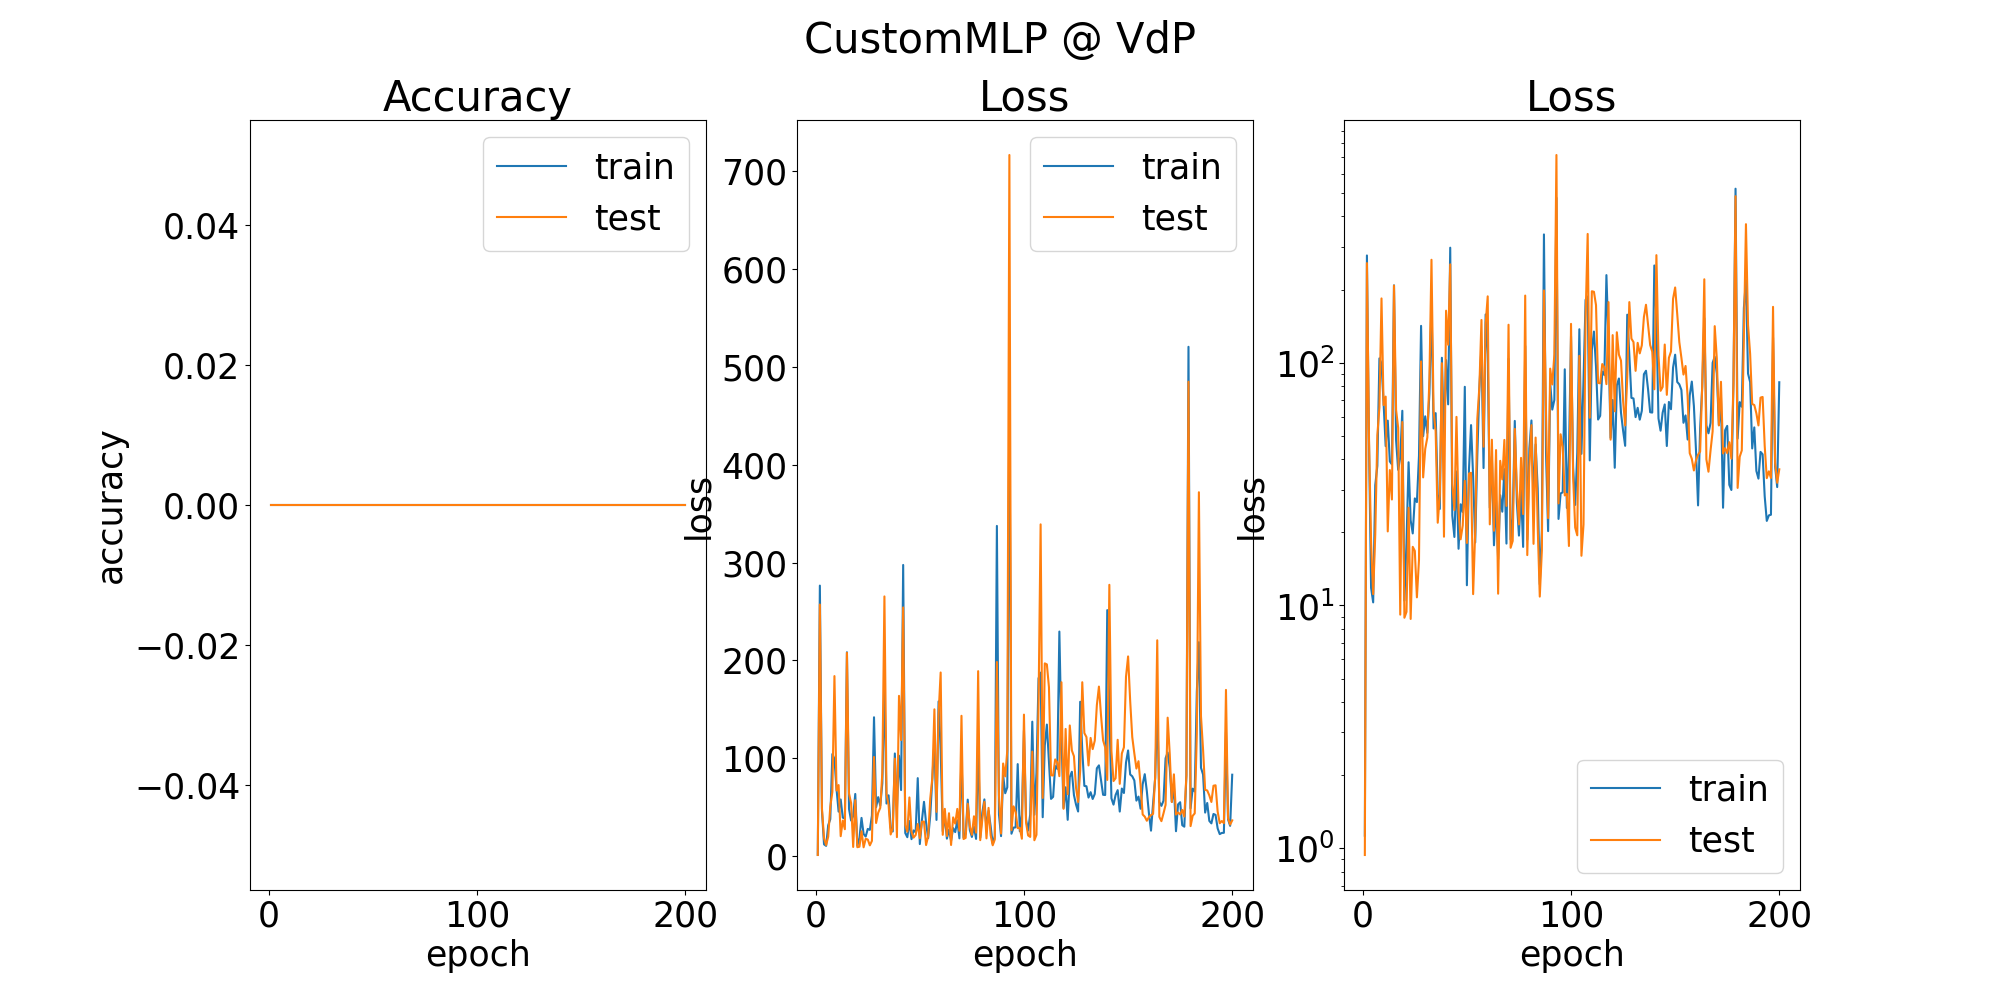 CustomMLP @ VdP
Accuracy
accuracy
0.04
0.02
0.00
−0.02
−0.04
0 100 200
epoch
train
test
Loss
loss
700
600
500
400
300
200
100
0
0 100 200
epoch
train
test
Loss
loss
10²
10¹
10⁰
0 100 200
epoch
train
test